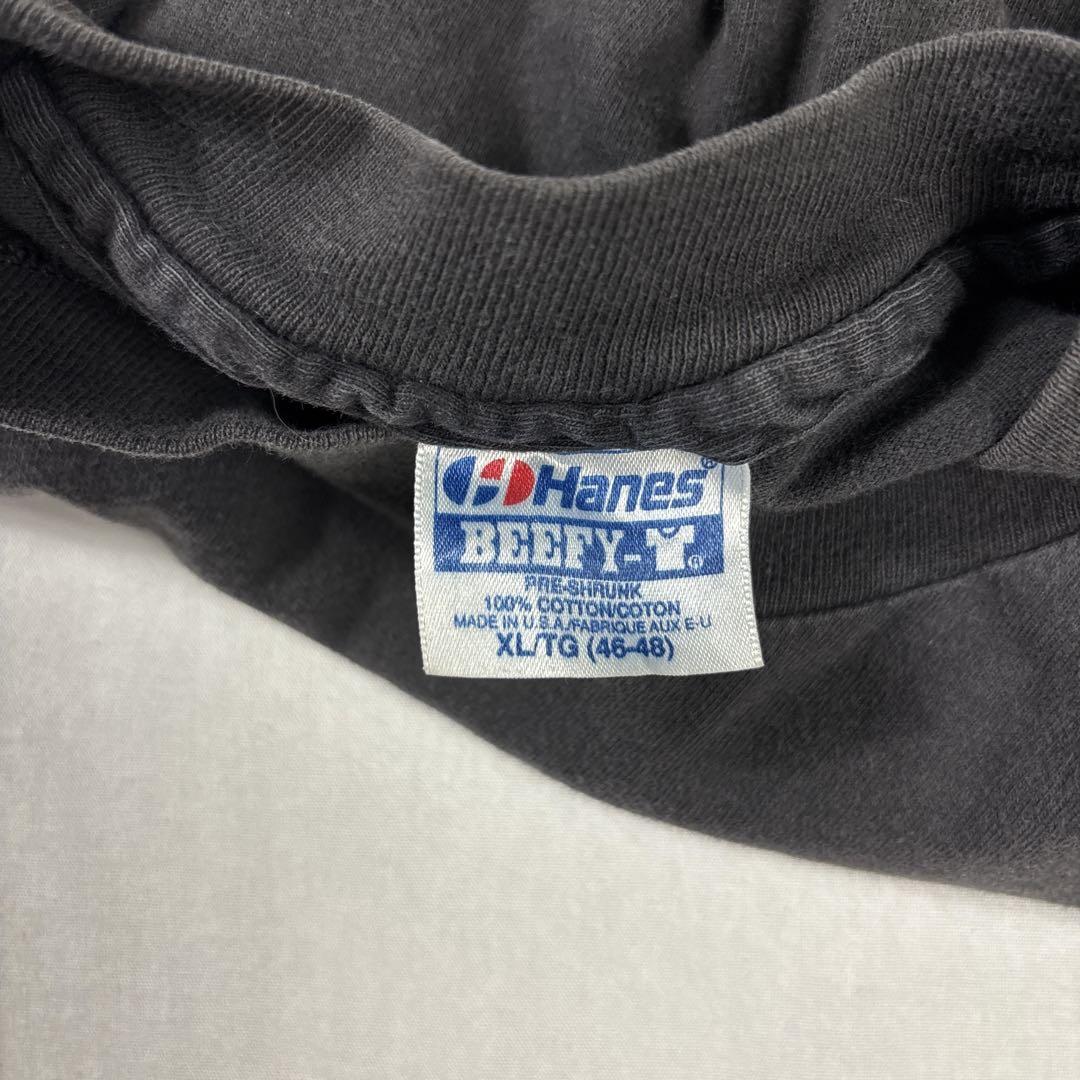 Hanes®
BEEFY-T®
PRE-SHRUNK
100% COTTON/COTON
MADE IN U.S.A./FABRIQUE AUX E-U
XL/TG (46-48)